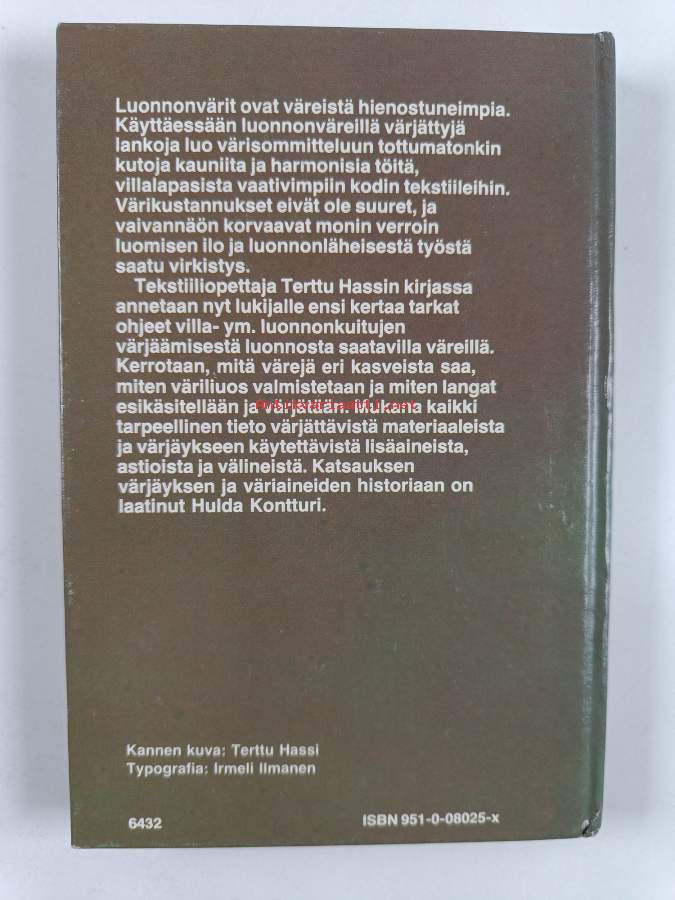 Luonnonvärit ovat väreistä hienostuneimpia.
Käyttäessään luonnonväreillä värjättyjä
lankoja luo värisommitteluun tottumatonkin
kutoja kauniita ja harmonisia töitä,
villalapasista vaativimpiin kodin tekstiileihin.
Värikustannukset eivät ole suuret, ja
vaivannäön korvaavat monin verroin
luomisen ilo ja luonnonläheisestä työstä
saatu virkistys.
Tekstiiliopettaja Terttu Hassin kirjassa
annetaan nyt lukijalle ensi kertaa tarkat
ohjeet villa- ym. luonnonkuitujen
värjäämisestä luonnosta saatavilla väreillä.
Kerrotaan, mitä värejä eri kasveista saa,
miten väriliuos valmistetaan ja miten langat
esikäsitellään ja värjätään. Mukana kaikki
tarpeellinen tieto värjättävistä materiaaleista
ja värjäykseen käytettävistä lisäaineista,
astioista ja välineistä. Katsauksen
värjäyksen ja väriaineiden historiaan on
laatinut Hulda Kontturi.
Kannen kuva: Terttu Hassi
Typografia: Irmeli Ilmanen
6432 ISBN 951-0-08025-x